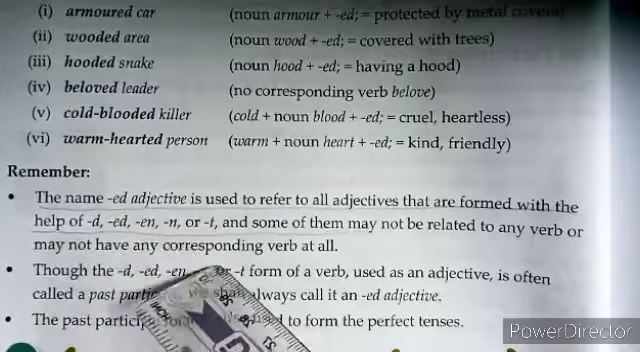 (i) armoured car (noun armour + -ed; = protected by metal
(ii) wooded area (noun wood + -ed; = covered with trees)
(iii) hooded snake (noun hood + -ed; = having a hood)
(iv) beloved leader (no corresponding verb belove)
(v) cold-blooded killer (cold + noun blood + -ed; = cruel, heartless)
(vi) warm-hearted person (warm + noun heart + -ed; = kind, friendly)
Remember:
• The name -ed adjective is used to refer to all adjectives that are formed with the
help of -d, -ed, -en, -n, or -t, and some of them may not be related to any verb or
may not have any corresponding verb at all.
• Though the -d, -ed, -en -t form of a verb, used as an adjective, is often
called a past always call it an -ed adjective.
• The past to form the perfect tenses.
PowerDirector